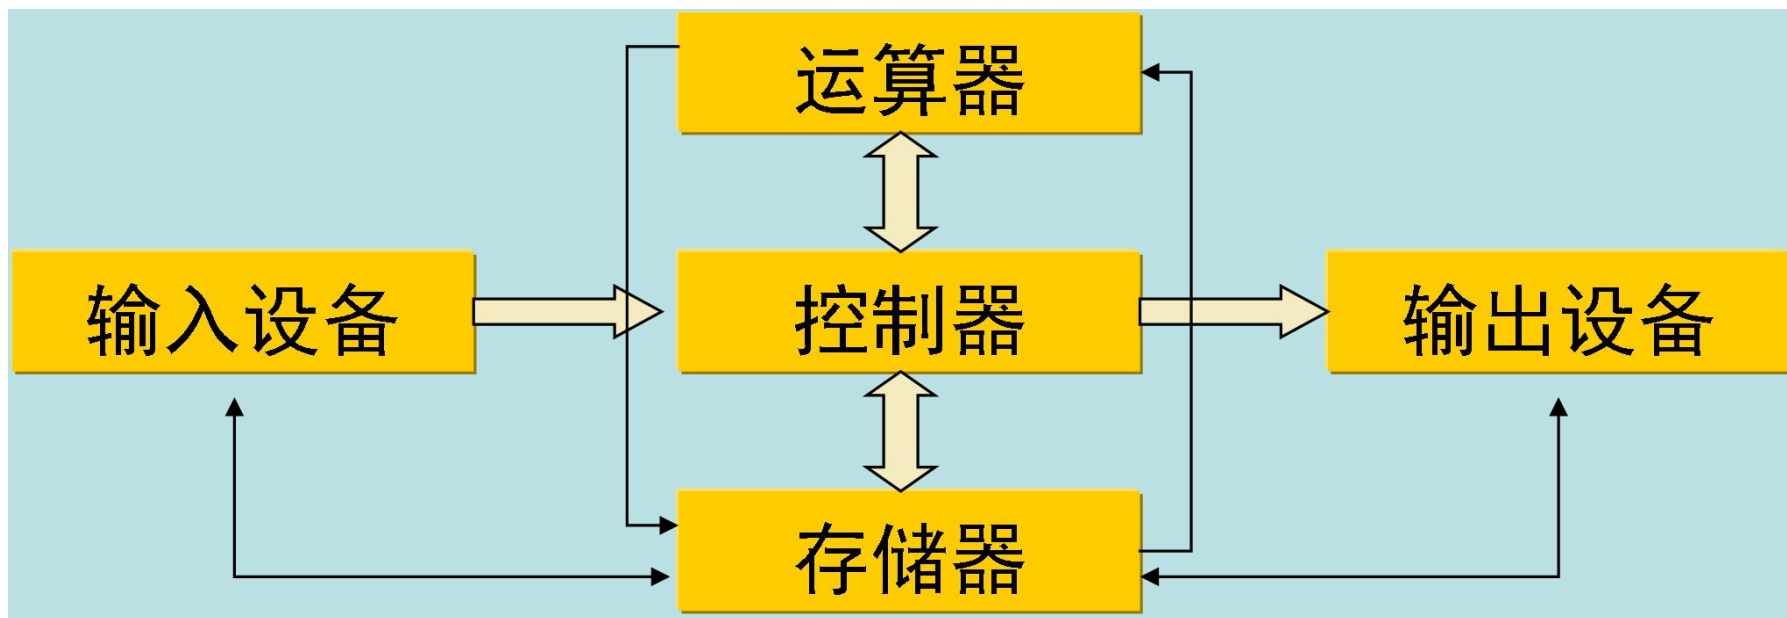 运算器
输入设备
控制器
输出设备
存储器